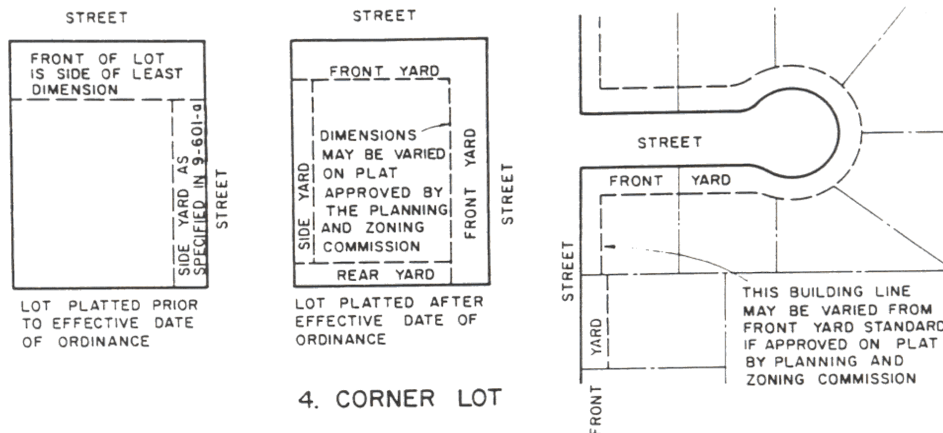 STREET
FRONT OF LOT
IS SIDE OF LEAST
DIMENSION
SIDE YARD AS
SPECIFIED IN 9-601-a
STREET
LOT PLATTED PRIOR
TO EFFECTIVE DATE
OF ORDINANCE
STREET
FRONT YARD
SIDE YARD
DIMENSIONS
MAY BE VARIED
ON PLAT
APPROVED BY
THE PLANNING
AND ZONING
COMMISSION
FRONT YARD
STREET
REAR YARD
LOT PLATTED AFTER
EFFECTIVE DATE OF
ORDINANCE
4. CORNER LOT
STREET
FRONT YARD
STREET
FRONT YARD
THIS BUILDING LINE
MAY BE VARIED FROM
FRONT YARD STANDARD
IF APPROVED ON PLAT
BY PLANNING AND
ZONING COMMISSION